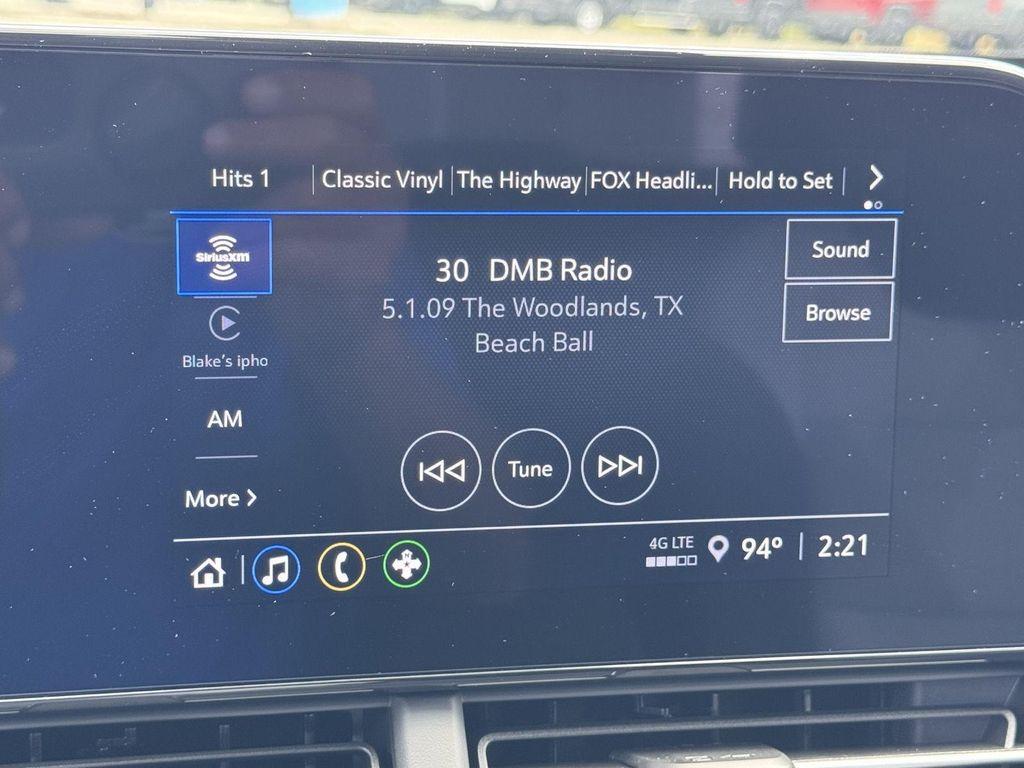 Hits 1 Classic Vinyl The Highway FOX Headli... Hold to Set
SiriusXM
30 DMB Radio
5.1.09 The Woodlands, TX
Beach Ball
Sound
Browse
Blake's ipho
AM
More
Tune
4G LTE
94° 2:21
N